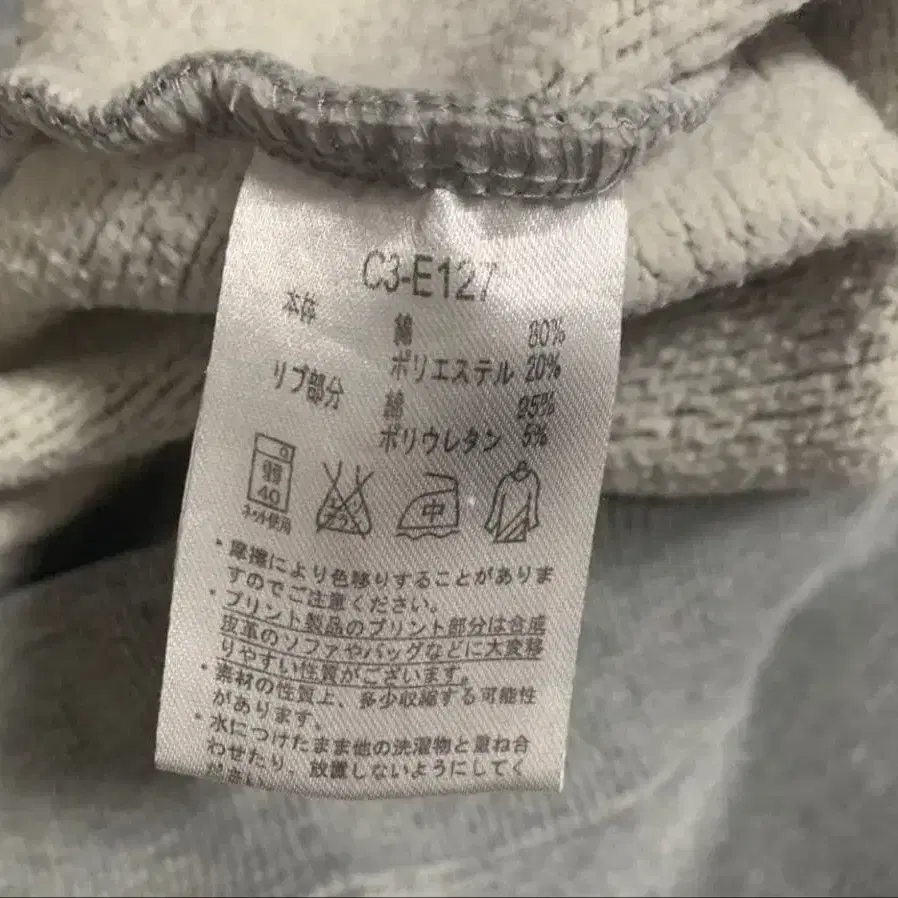 C3-E127
本体 綿 80%
ポリエステル 20%
リブ部分 綿 95%
ポリウレタン 5%
弱
40
ネット使用
エンソ
中
・摩擦により色移りすることがありま
すのでご注意ください。
・プリント製品のプリント部分は合成
皮革のソファやバッグなどに大変移
りやすい性質がございます。
・素材の性質上、多少収縮する可能性
があります。
・水につけたまま他の洗濯物と重ね合
わせたり、放置しないようにしてく